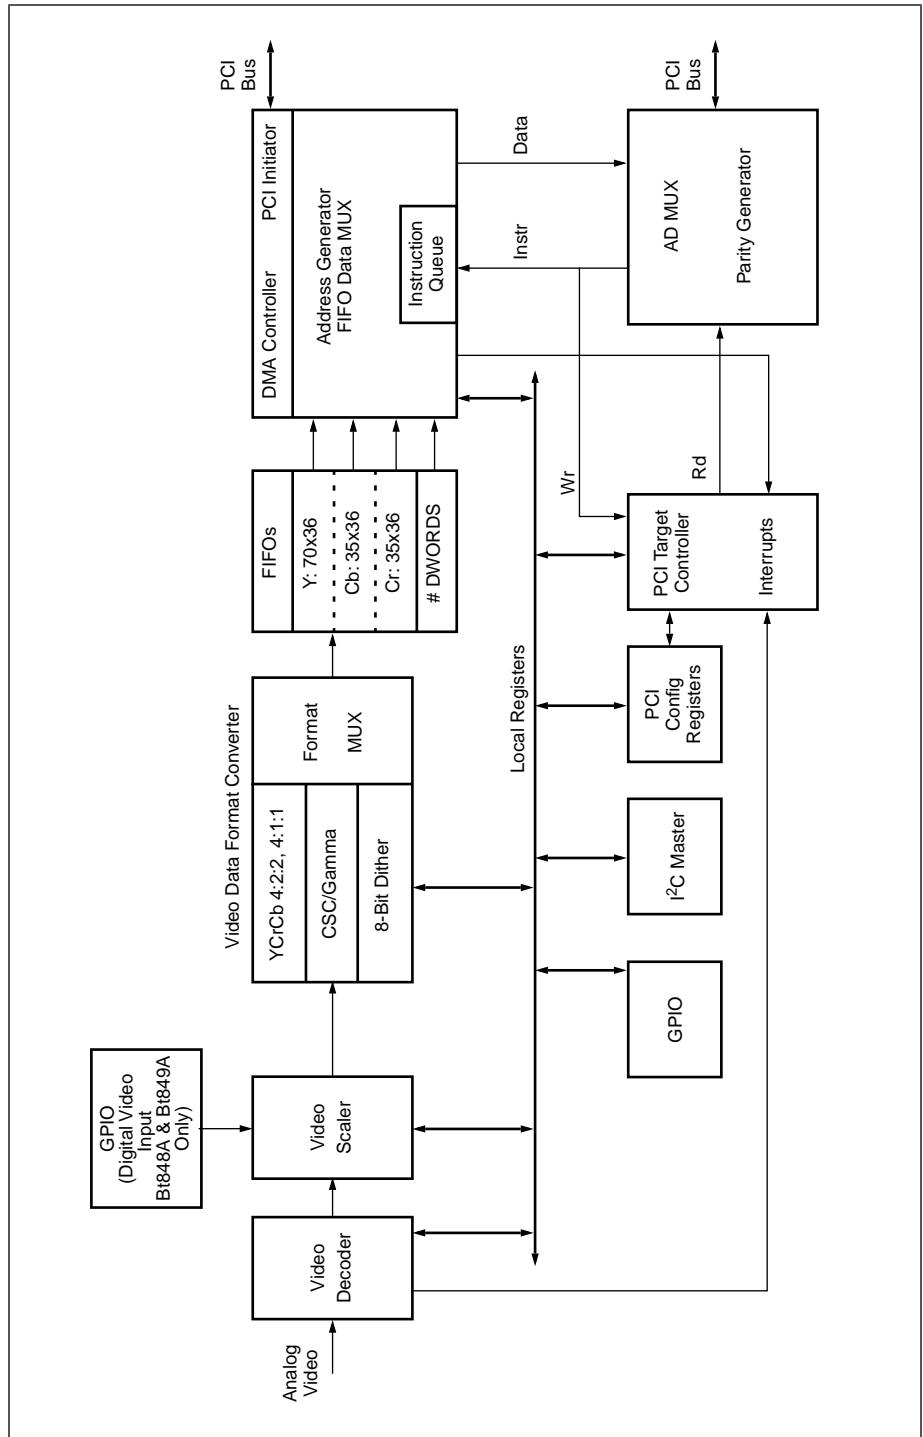 Analog
Video
Video
Decoder
GPIO
(Digital Video
Input
Bt848A & Bt849A
Only)
Video
Scaler
Video Data Format Converter
YCrCb 4:2:2, 4:1:1
CSC/Gamma
8-Bit Dither
Format
MUX
FIFOs
Y: 70x36
Cb: 35x36
Cr: 35x36
# DWORDS
DMA Controller
PCI Initiator
Address Generator
FIFO Data MUX
Instruction
Queue
PCI
Bus
Local Registers
GPIO
I²C Master
PCI
Config
Registers
PCI Target
Controller
Interrupts
Wr
Rd
Instr
Data
AD MUX
Parity Generator
PCI
Bus